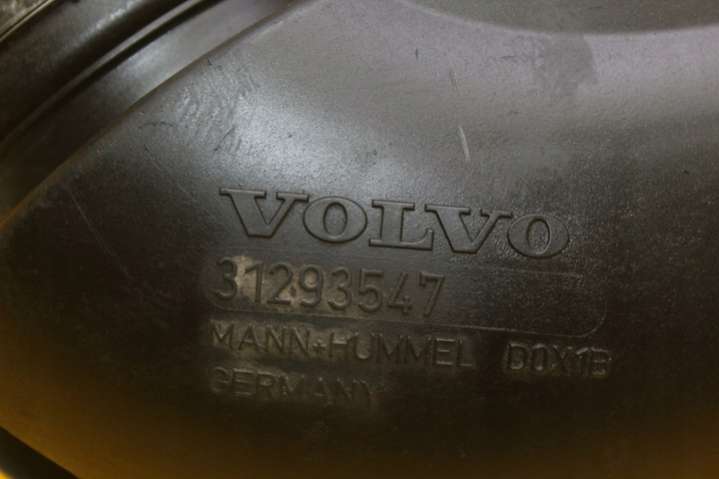 VOLVO
31293547
MANN+HUMMEL D0X1B
GERMANY